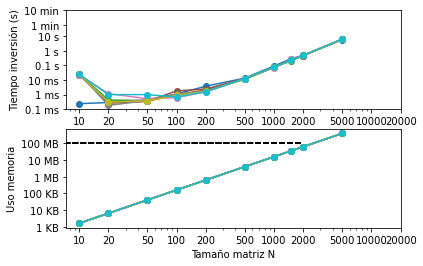 Tiempo inversión (s)
10 min
1 min
10 s
1 s
0.1 s
10 ms
1 ms
0.1 ms
10 20 50 100 200 500 1000 2000 5000 10000 20000
Uso memoria
100 MB
10 MB
1 MB
100 KB
10 KB
1 KB
10 20 50 100 200 500 1000 2000 5000 10000 20000
Tamaño matriz N